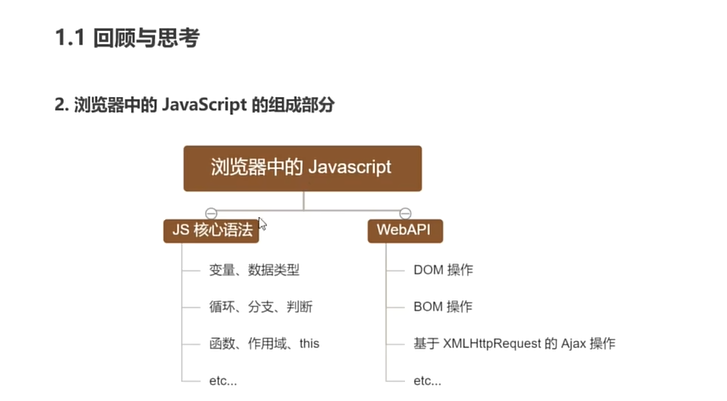 1.1 回顾与思考
2. 浏览器中的 JavaScript 的组成部分
浏览器中的 Javascript
JS 核心语法
变量、数据类型
循环、分支、判断
函数、作用域、this
etc...
WebAPI
DOM 操作
BOM 操作
基于 XMLHttpRequest 的 Ajax 操作
etc...